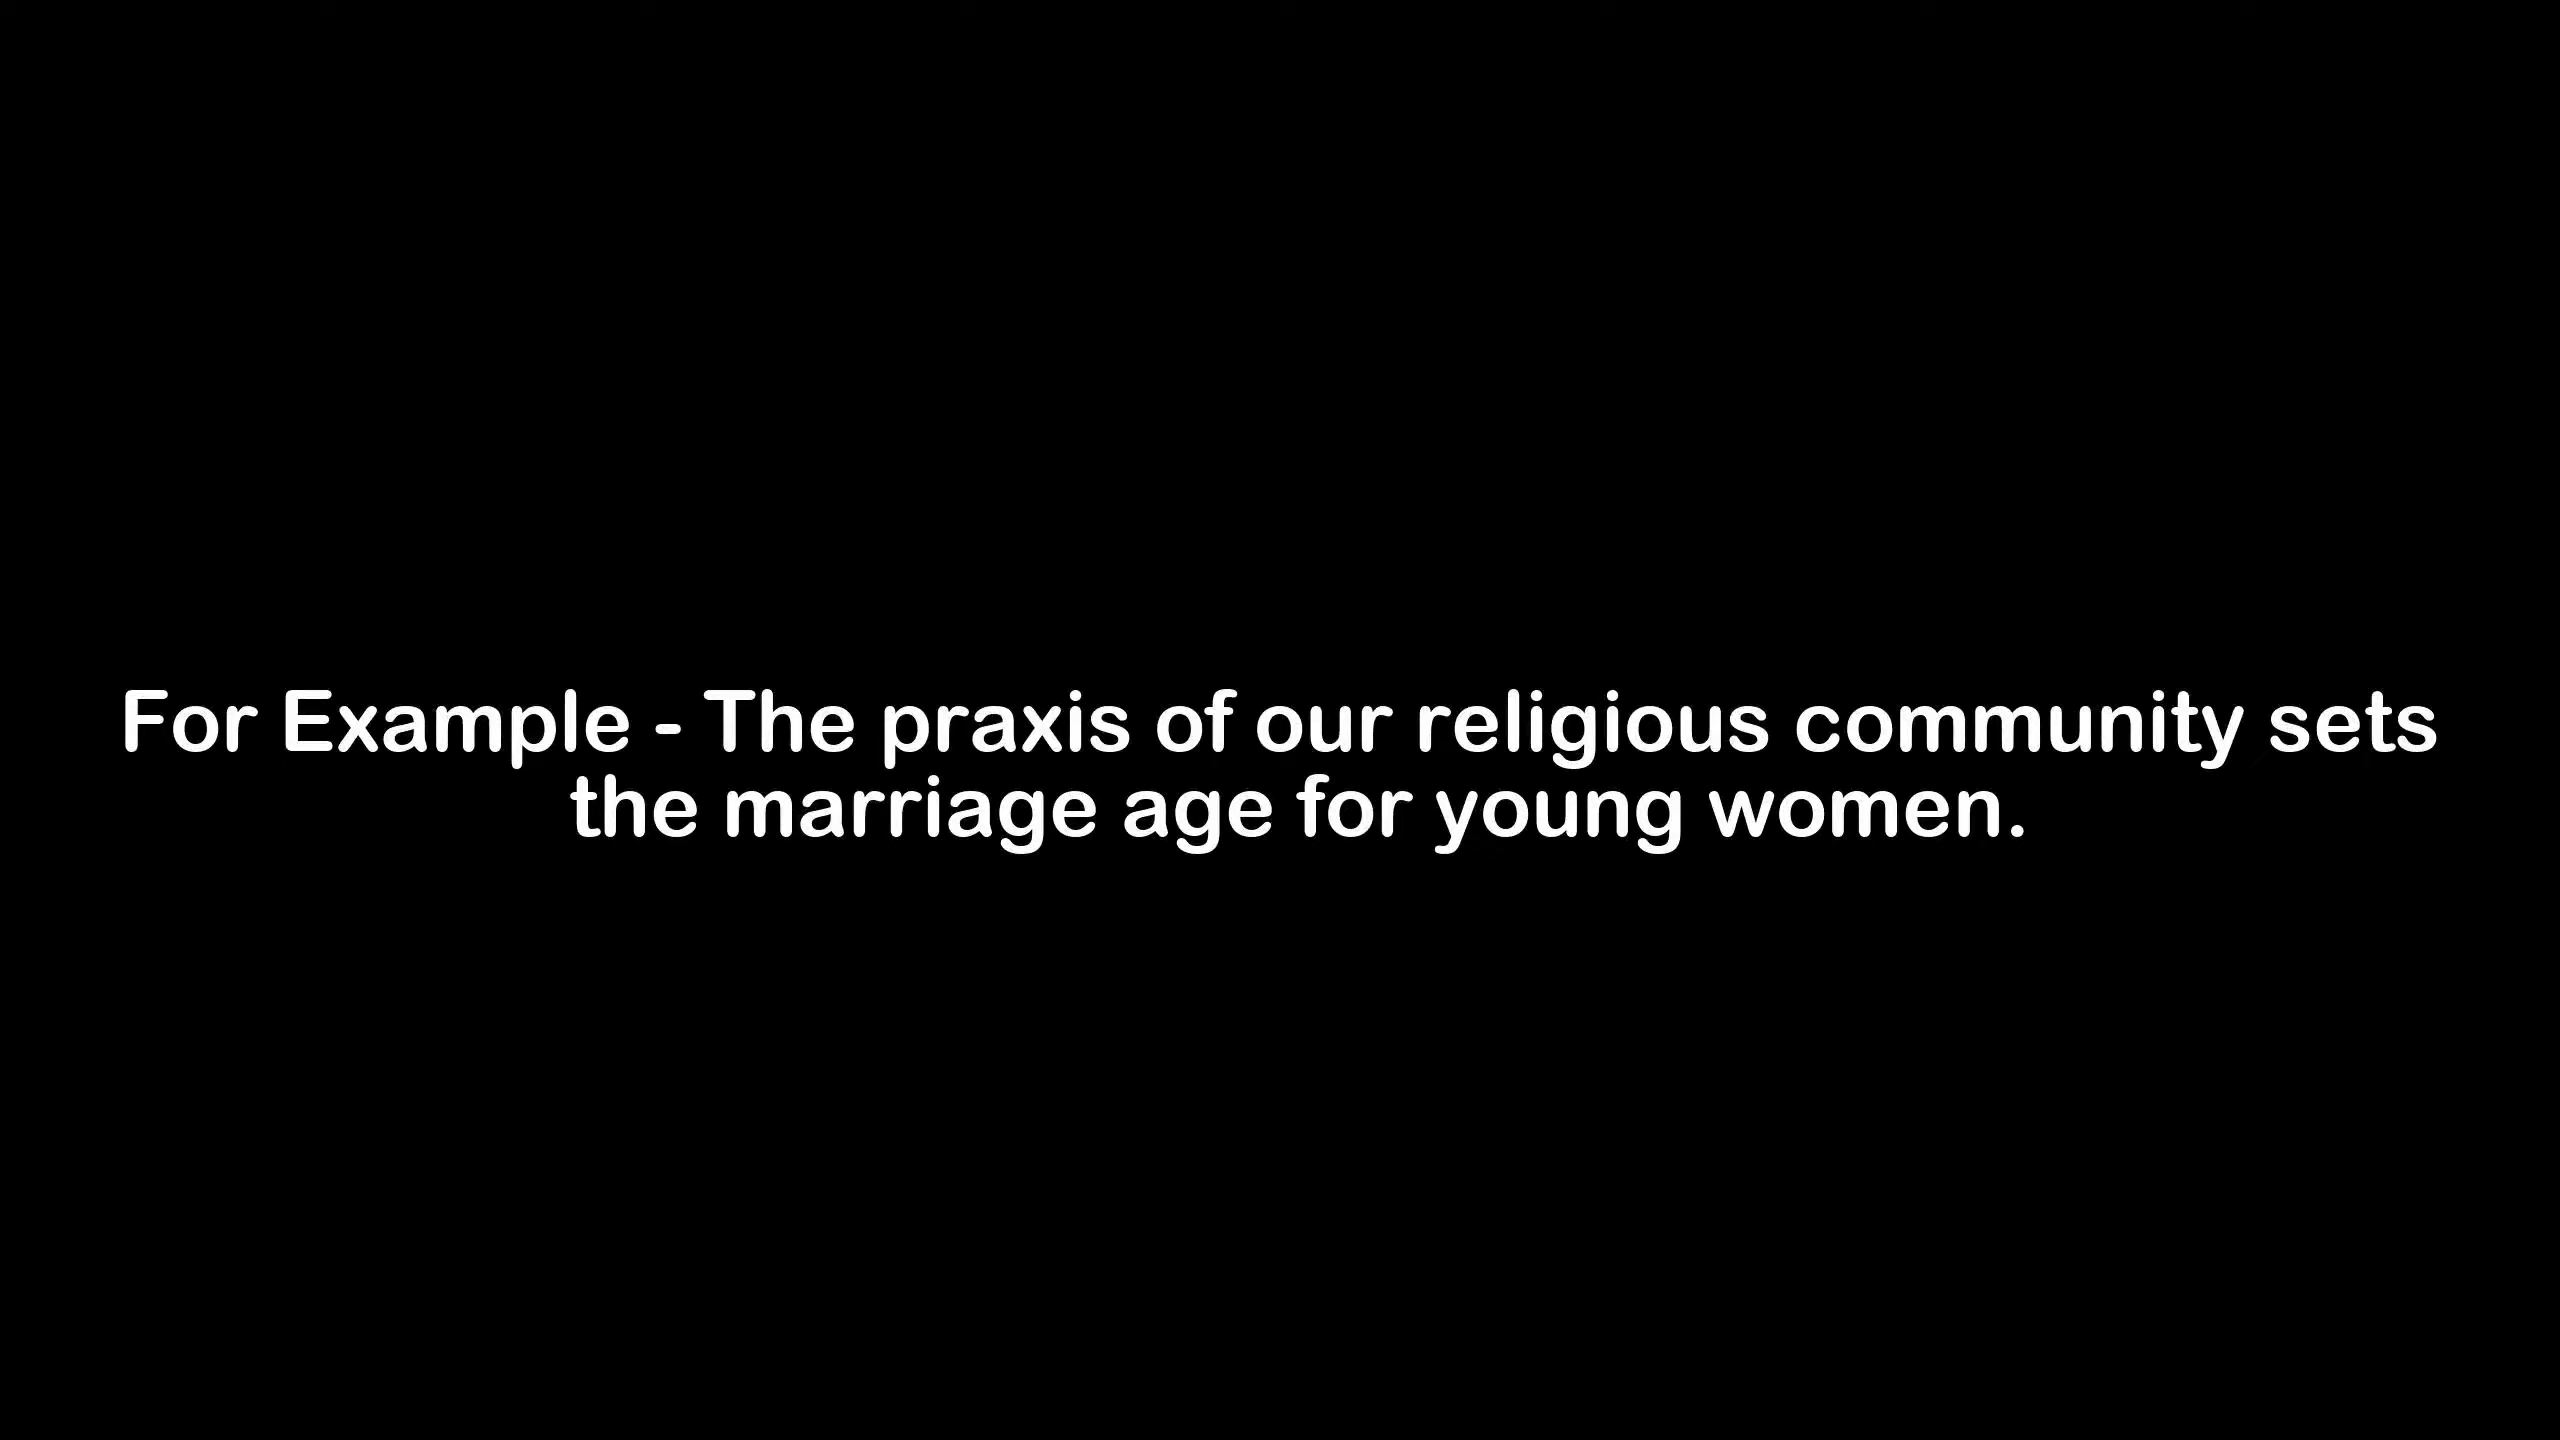 For Example - The praxis of our religious community sets
the marriage age for young women.